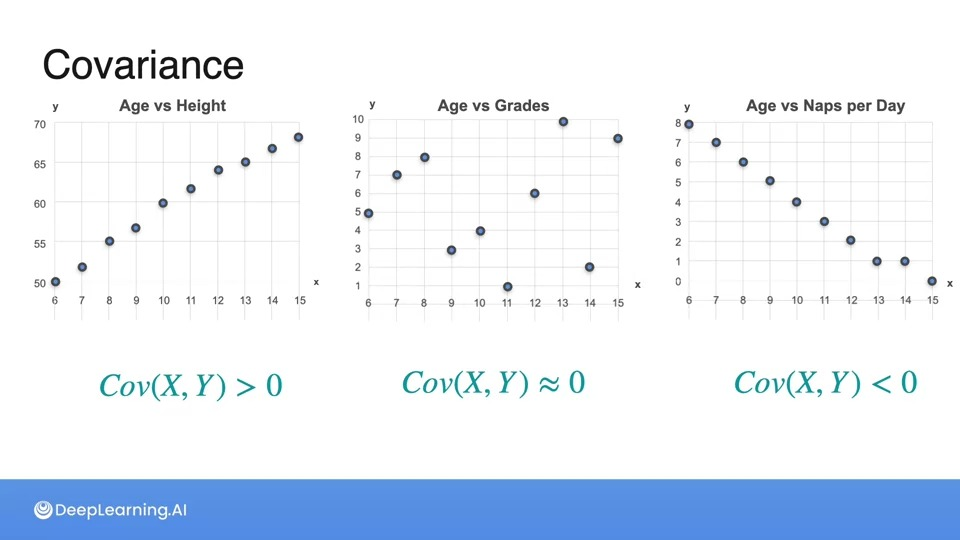 Covariance
y
Age vs Height
70
65
60
55
50
6 7 8 9 10 11 12 13 14 15
x
y
Age vs Grades
10
9
8
7
6
5
4
3
2
1
6 7 8 9 10 11 12 13 14 15
x
y
Age vs Naps per Day
8
7
6
5
4
3
2
1
0
6 7 8 9 10 11 12 13 14 15
x
Cov(X, Y) > 0
Cov(X, Y) ≈ 0
Cov(X, Y) < 0
DeepLearning.AI